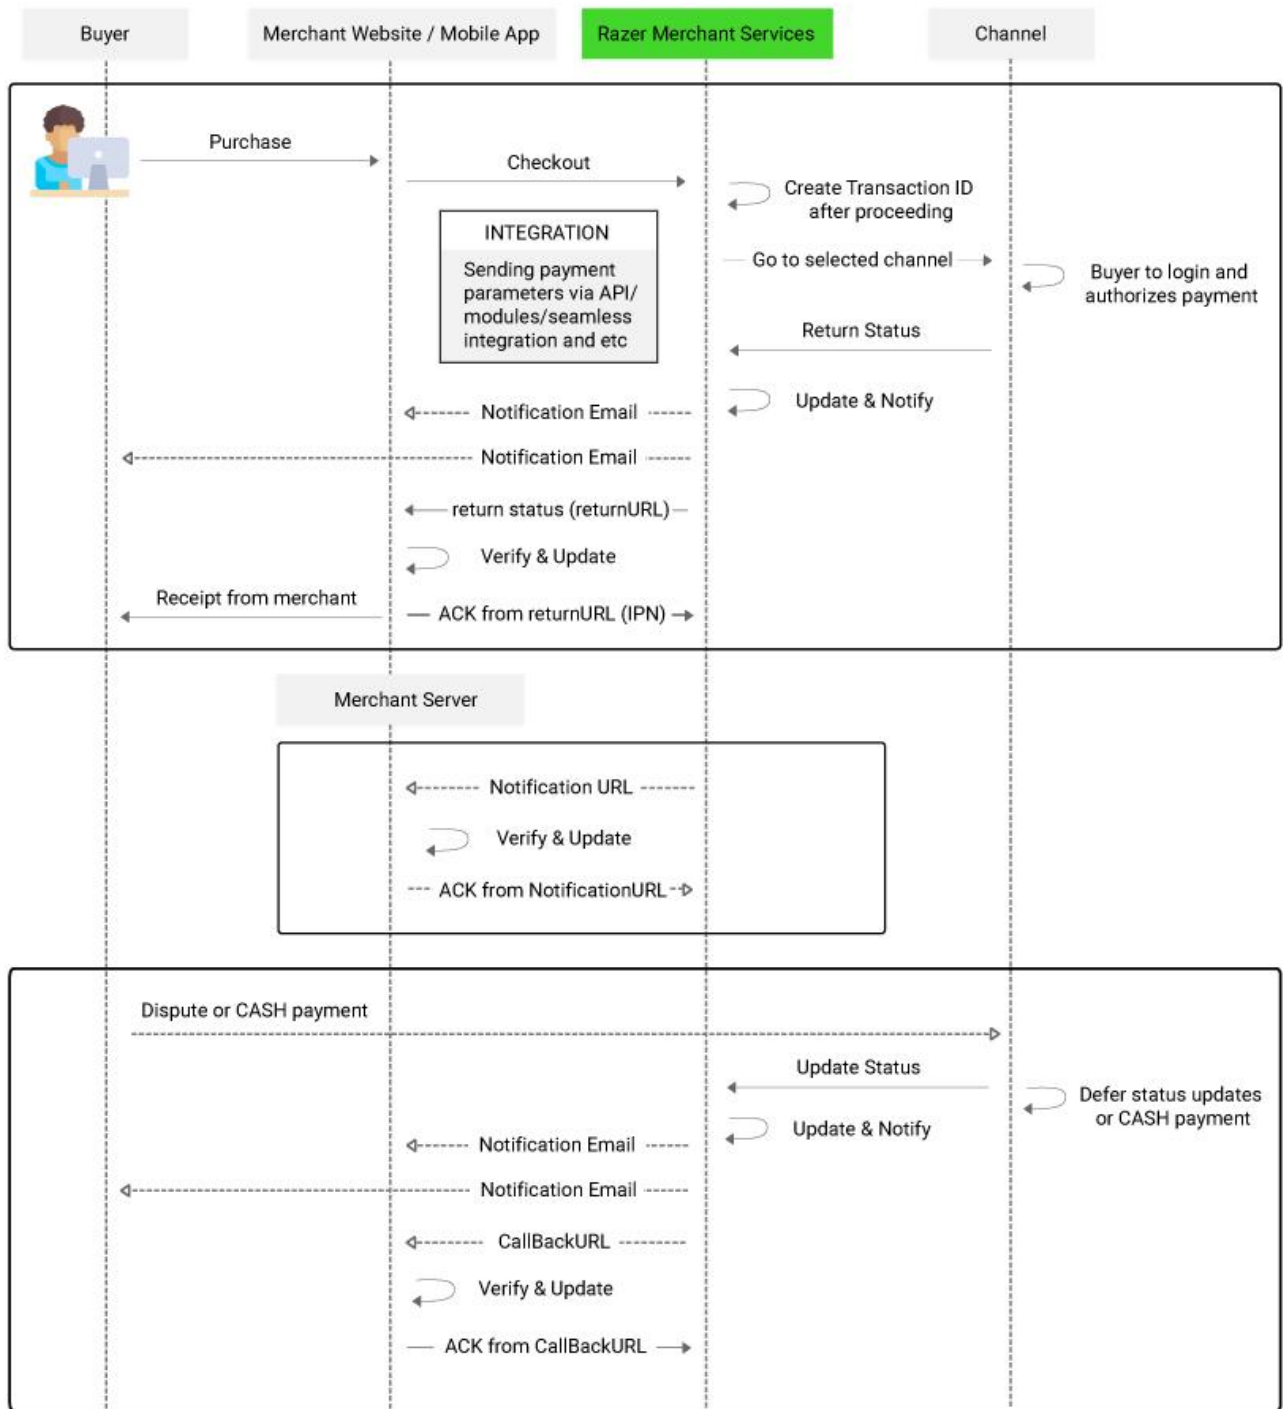 Buyer
Merchant Website / Mobile App
Razer Merchant Services
Channel
Purchase
Checkout
Create Transaction ID
after proceeding
INTEGRATION
Sending payment
parameters via API/
modules/seamless
integration and etc
Go to selected channel
Buyer to login and
authorizes payment
Return Status
Update & Notify
Notification Email
Notification Email
return status (returnURL)
Verify & Update
Receipt from merchant
ACK from returnURL (IPN)
Merchant Server
Notification URL
Verify & Update
ACK from NotificationURL
Dispute or CASH payment
Update Status
Defer status updates
or CASH payment
Update & Notify
Notification Email
Notification Email
CallBackURL
Verify & Update
ACK from CallBackURL